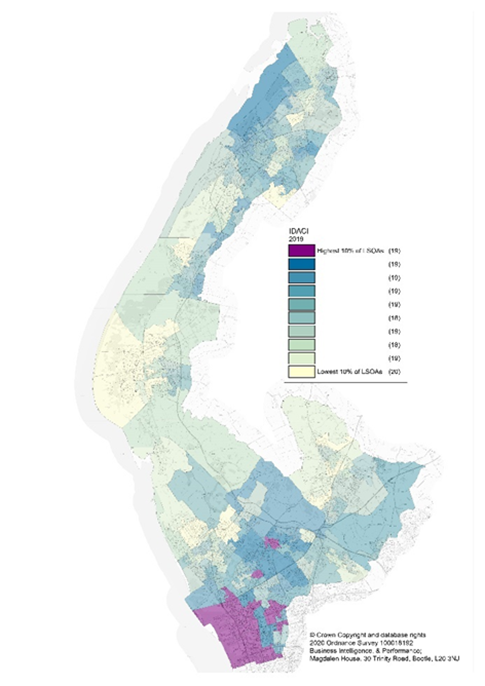 IDACI
2019
Highest 10% of LSOAs (19)
(19)
(19)
(19)
(19)
(18)
(19)
(18)
(19)
Lowest 10% of LSOAs (20)
© Crown Copyright and database rights
2020 Ordnance Survey 100018192
Business Intelligence, & Performance;
Magdalen House, 30 Trinity Road, Bootle, L20 3NJ